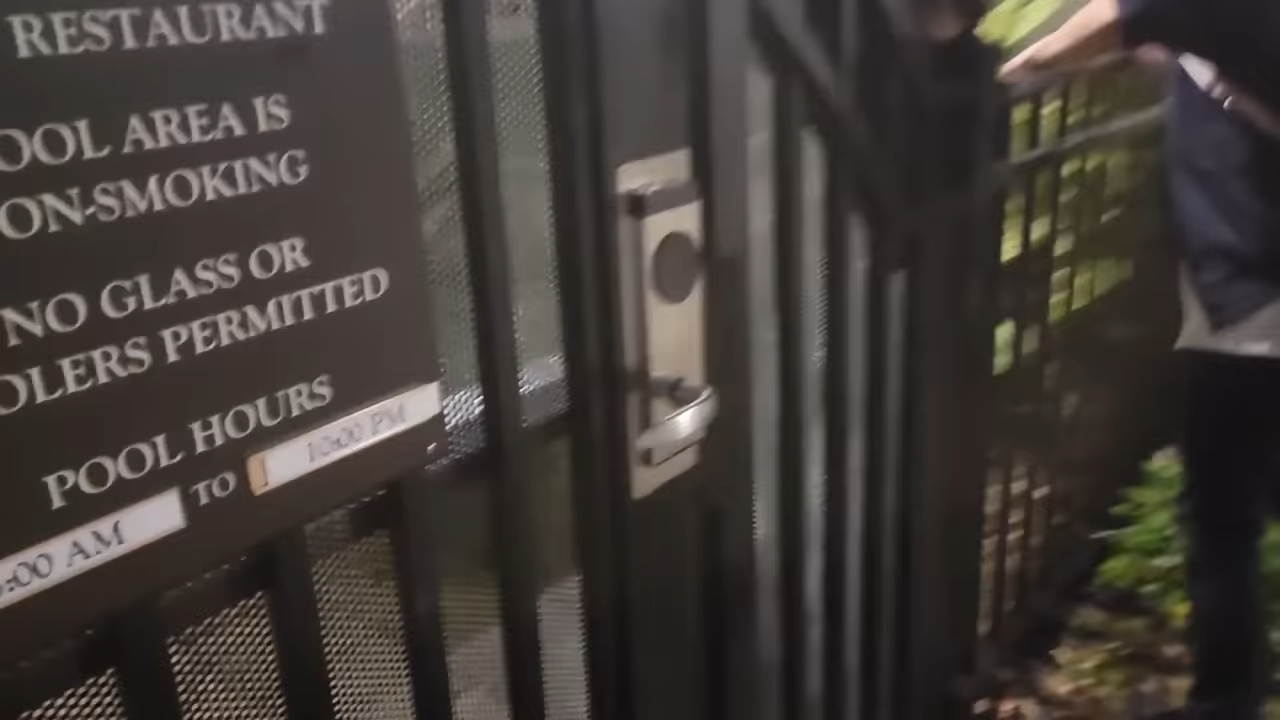 RESTAURANT
OOL AREA IS
ON-SMOKING
NO GLASS OR
OLERS PERMITTED
POOL HOURS
:00 AM TO 10:00 PM